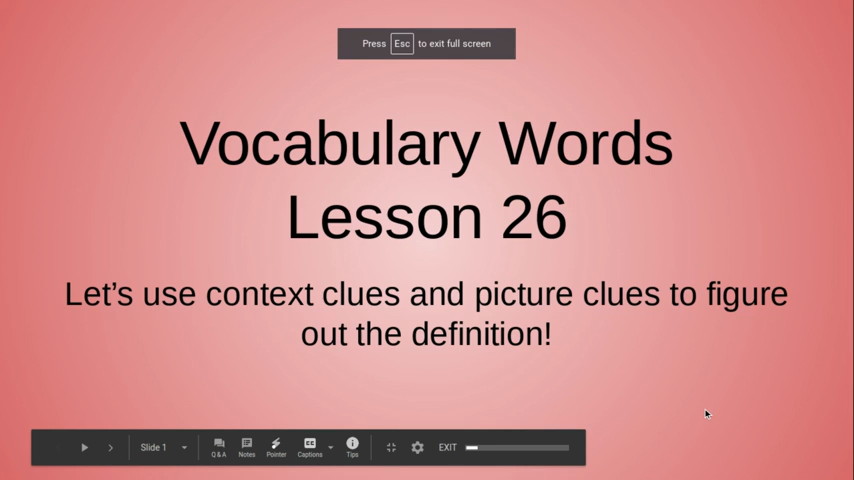 Press Esc to exit full screen
Vocabulary Words
Lesson 26
Let's use context clues and picture clues to figure
out the definition!
Slide 1 Q & A Notes Pointer CC Captions Tips EXIT